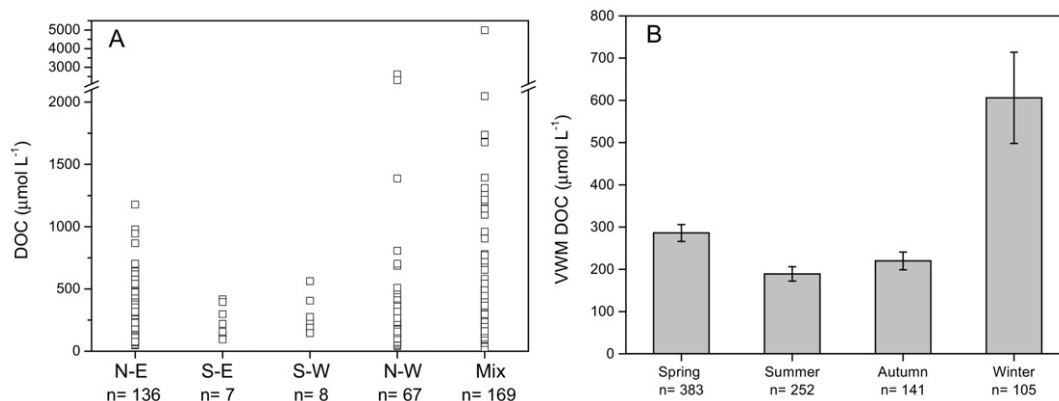 A
DOC (μmol L⁻¹)
5000
4000
3000
2000
1500
1000
500
0
N-E S-E S-W N-W Mix
n= 136 n= 7 n= 8 n= 67 n= 169
B
VWM DOC (μmol L⁻¹)
800
700
600
500
400
300
200
100
0
Spring Summer Autumn Winter
n= 383 n= 252 n= 141 n= 105